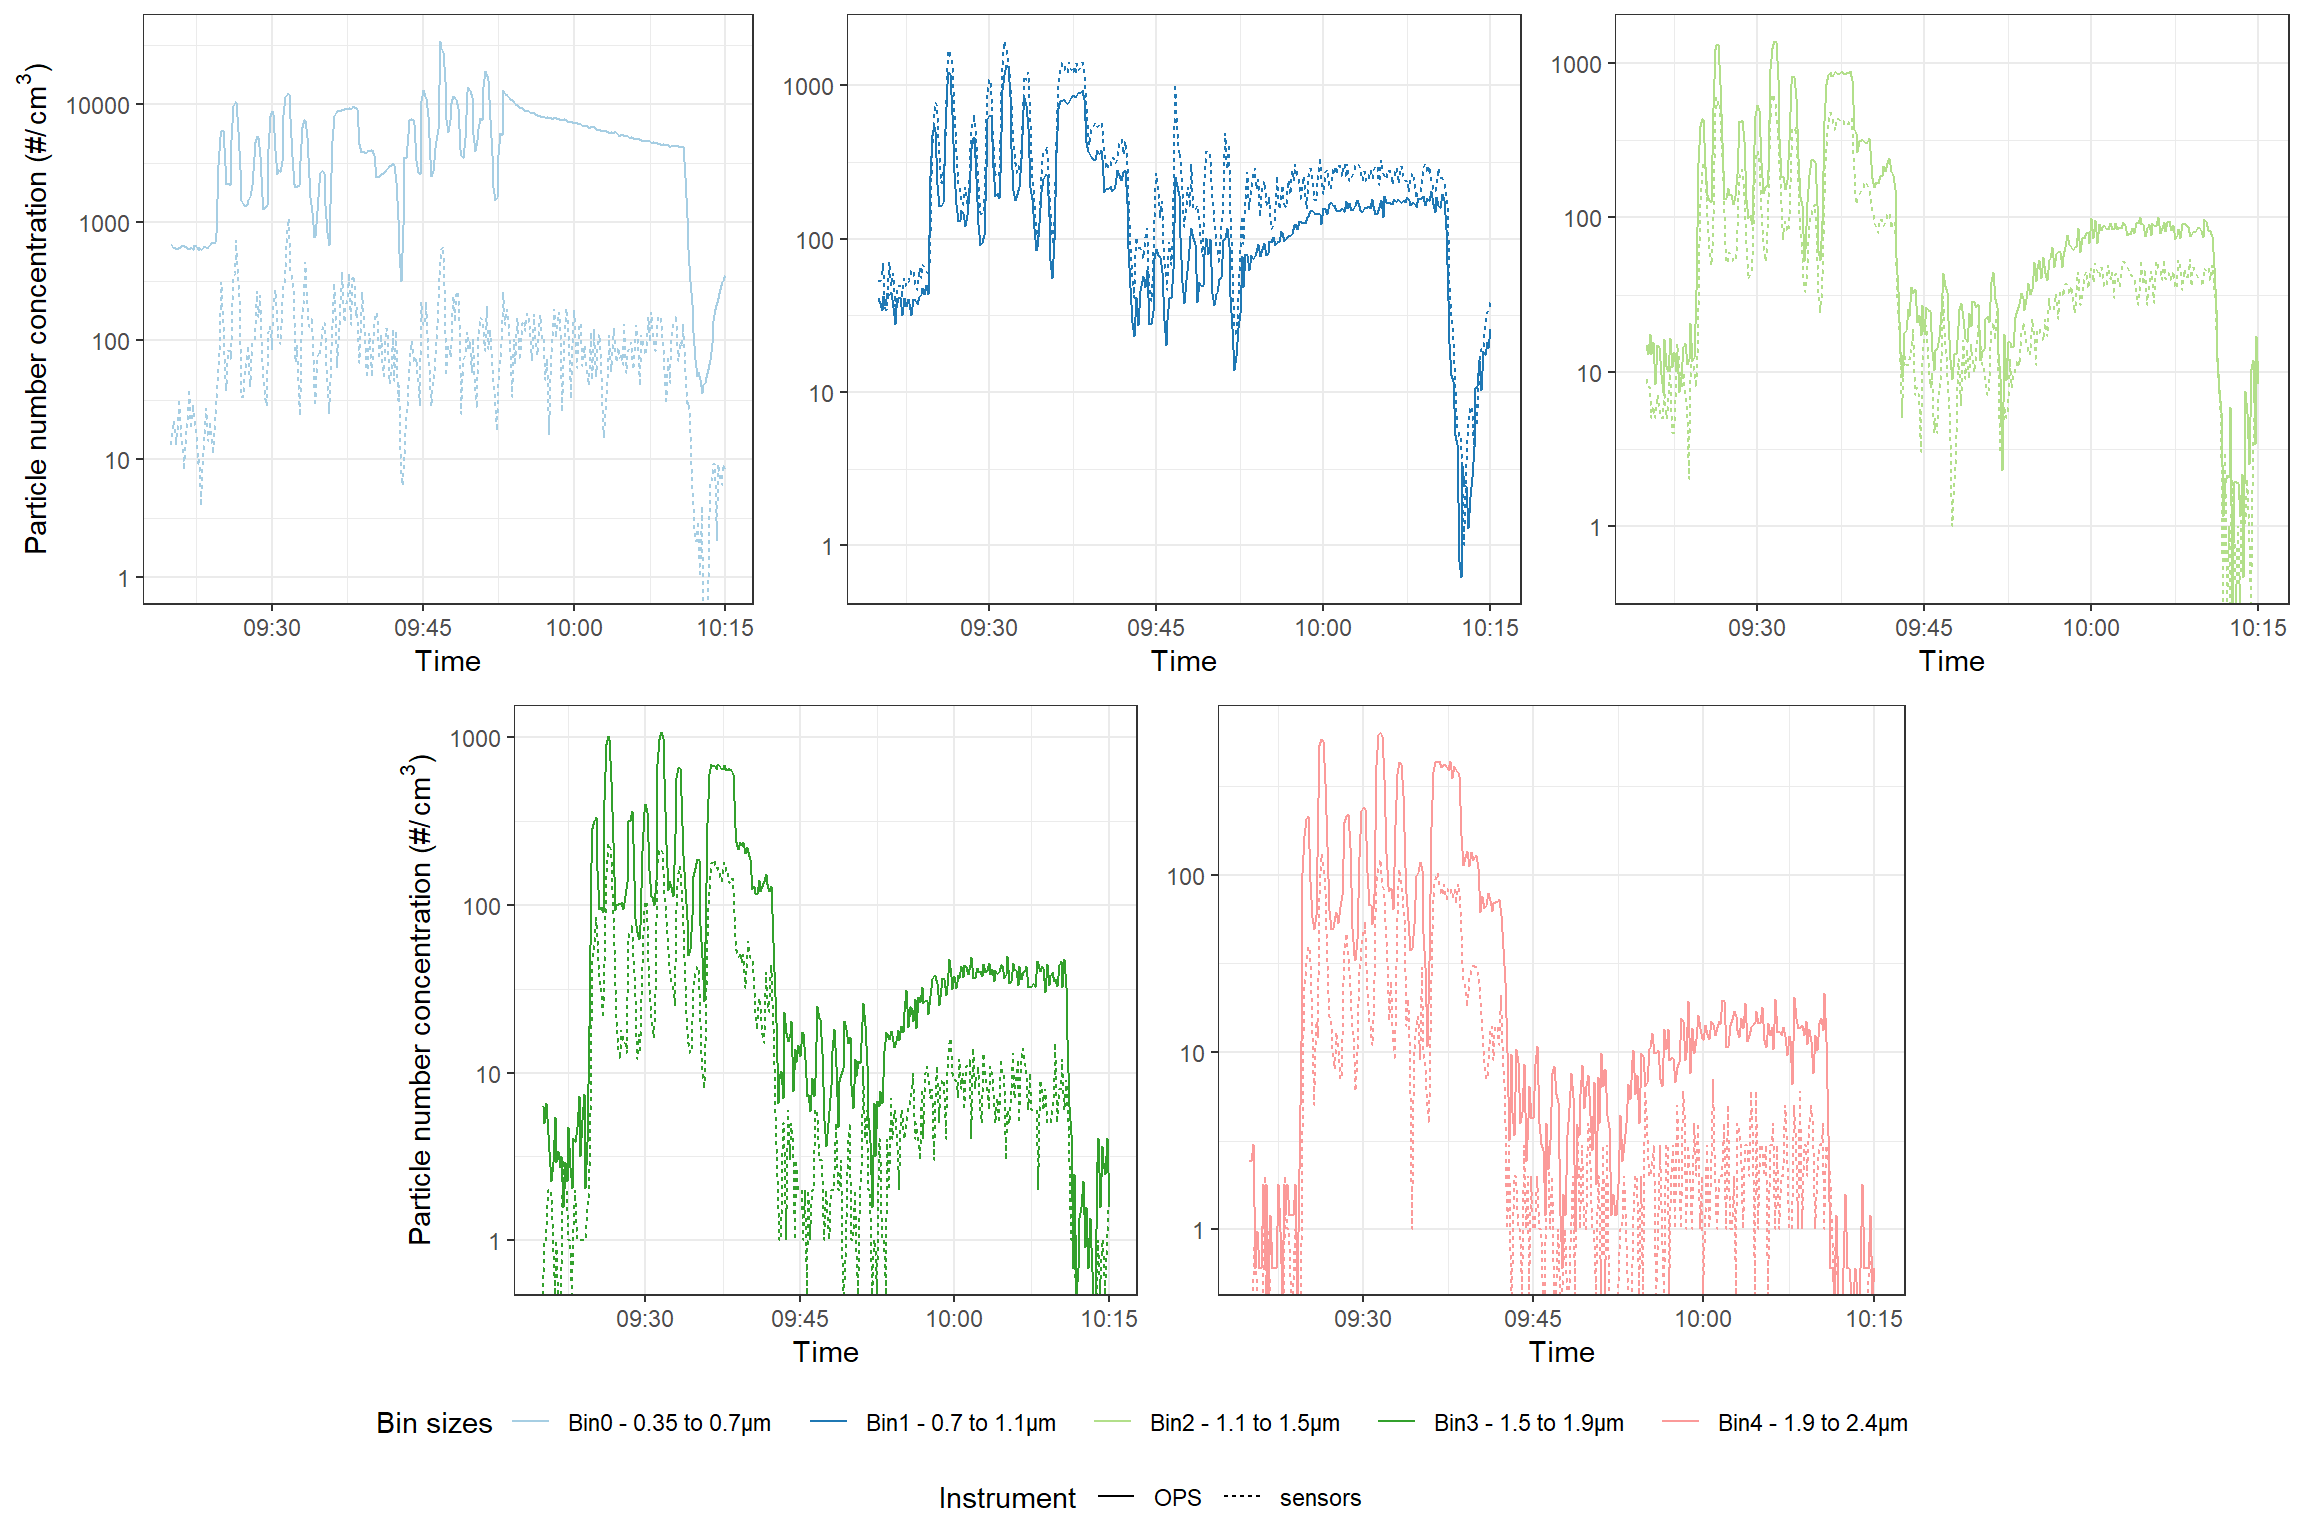 Particle number concentration (#/cm³)
10000
1000
100
10
1
09:30 09:45 10:00 10:15
Time
1000
100
10
1
09:30 09:45 10:00 10:15
Time
1000
100
10
1
09:30 09:45 10:00 10:15
Time
Particle number concentration (#/cm³)
1000
100
10
1
09:30 09:45 10:00 10:15
Time
100
10
1
09:30 09:45 10:00 10:15
Time
Bin sizes Bin0 - 0.35 to 0.7µm Bin1 - 0.7 to 1.1µm Bin2 - 1.1 to 1.5µm Bin3 - 1.5 to 1.9µm Bin4 - 1.9 to 2.4µm
Instrument OPS sensors